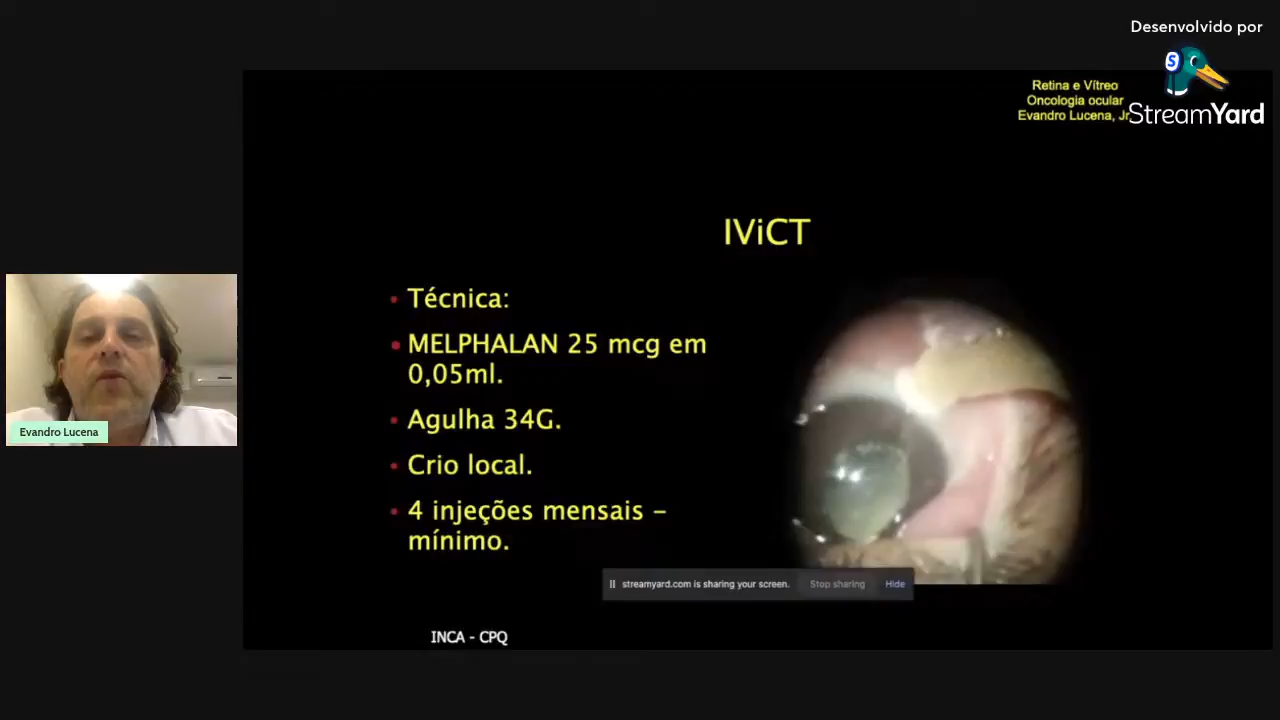 Desenvolvido por
StreamYard
Retina e Vítreo
Oncologia ocular
Evandro Lucena, Jr
IViCT
• Técnica:
• MELPHALAN 25 mcg em
0,05ml.
• Agulha 34G.
• Crio local.
• 4 injeções mensais –
mínimo.
Evandro Lucena
streamyard.com is sharing your screen.
Stop sharing
Hide
INCA - CPQ